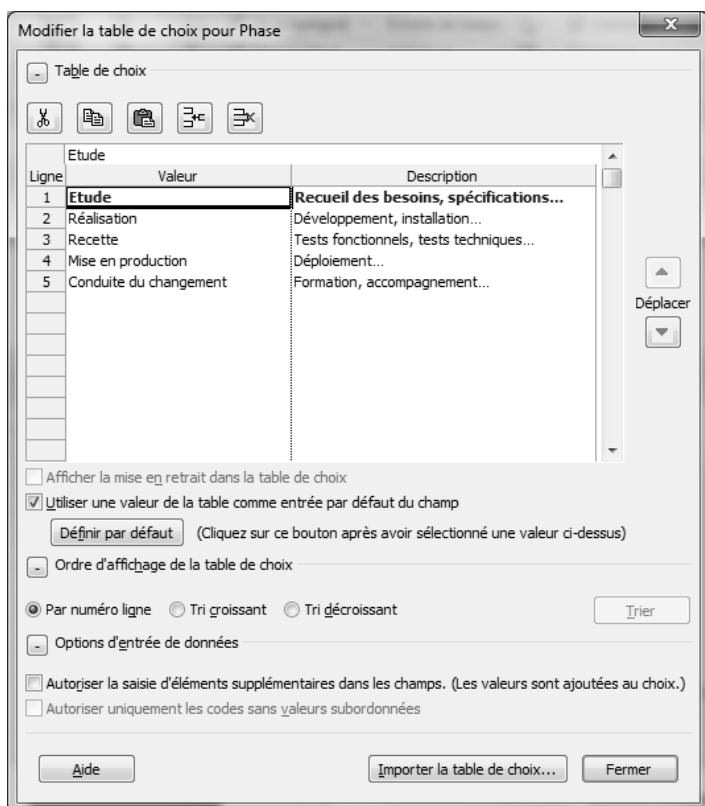 Modifier la table de choix pour Phase
Table de choix
Etude
Ligne Valeur Description
1 Etude Recueil des besoins, spécifications...
2 Réalisation Développement, installation...
3 Recette Tests fonctionnels, tests techniques...
4 Mise en production Déploiement...
5 Conduite du changement Formation, accompagnement...
Déplacer
Afficher la mise en retrait dans la table de choix
Utiliser une valeur de la table comme entrée par défaut du champ
Définir par défaut (Cliquez sur ce bouton après avoir sélectionné une valeur ci-dessus)
Ordre d'affichage de la table de choix
Par numéro ligne Tri croissant Tri décroissant Trier
Options d'entrée de données
Autoriser la saisie d'éléments supplémentaires dans les champs. (Les valeurs sont ajoutées au choix.)
Autoriser uniquement les codes sans valeurs subordonnées
Aide Importer la table de choix... Fermer